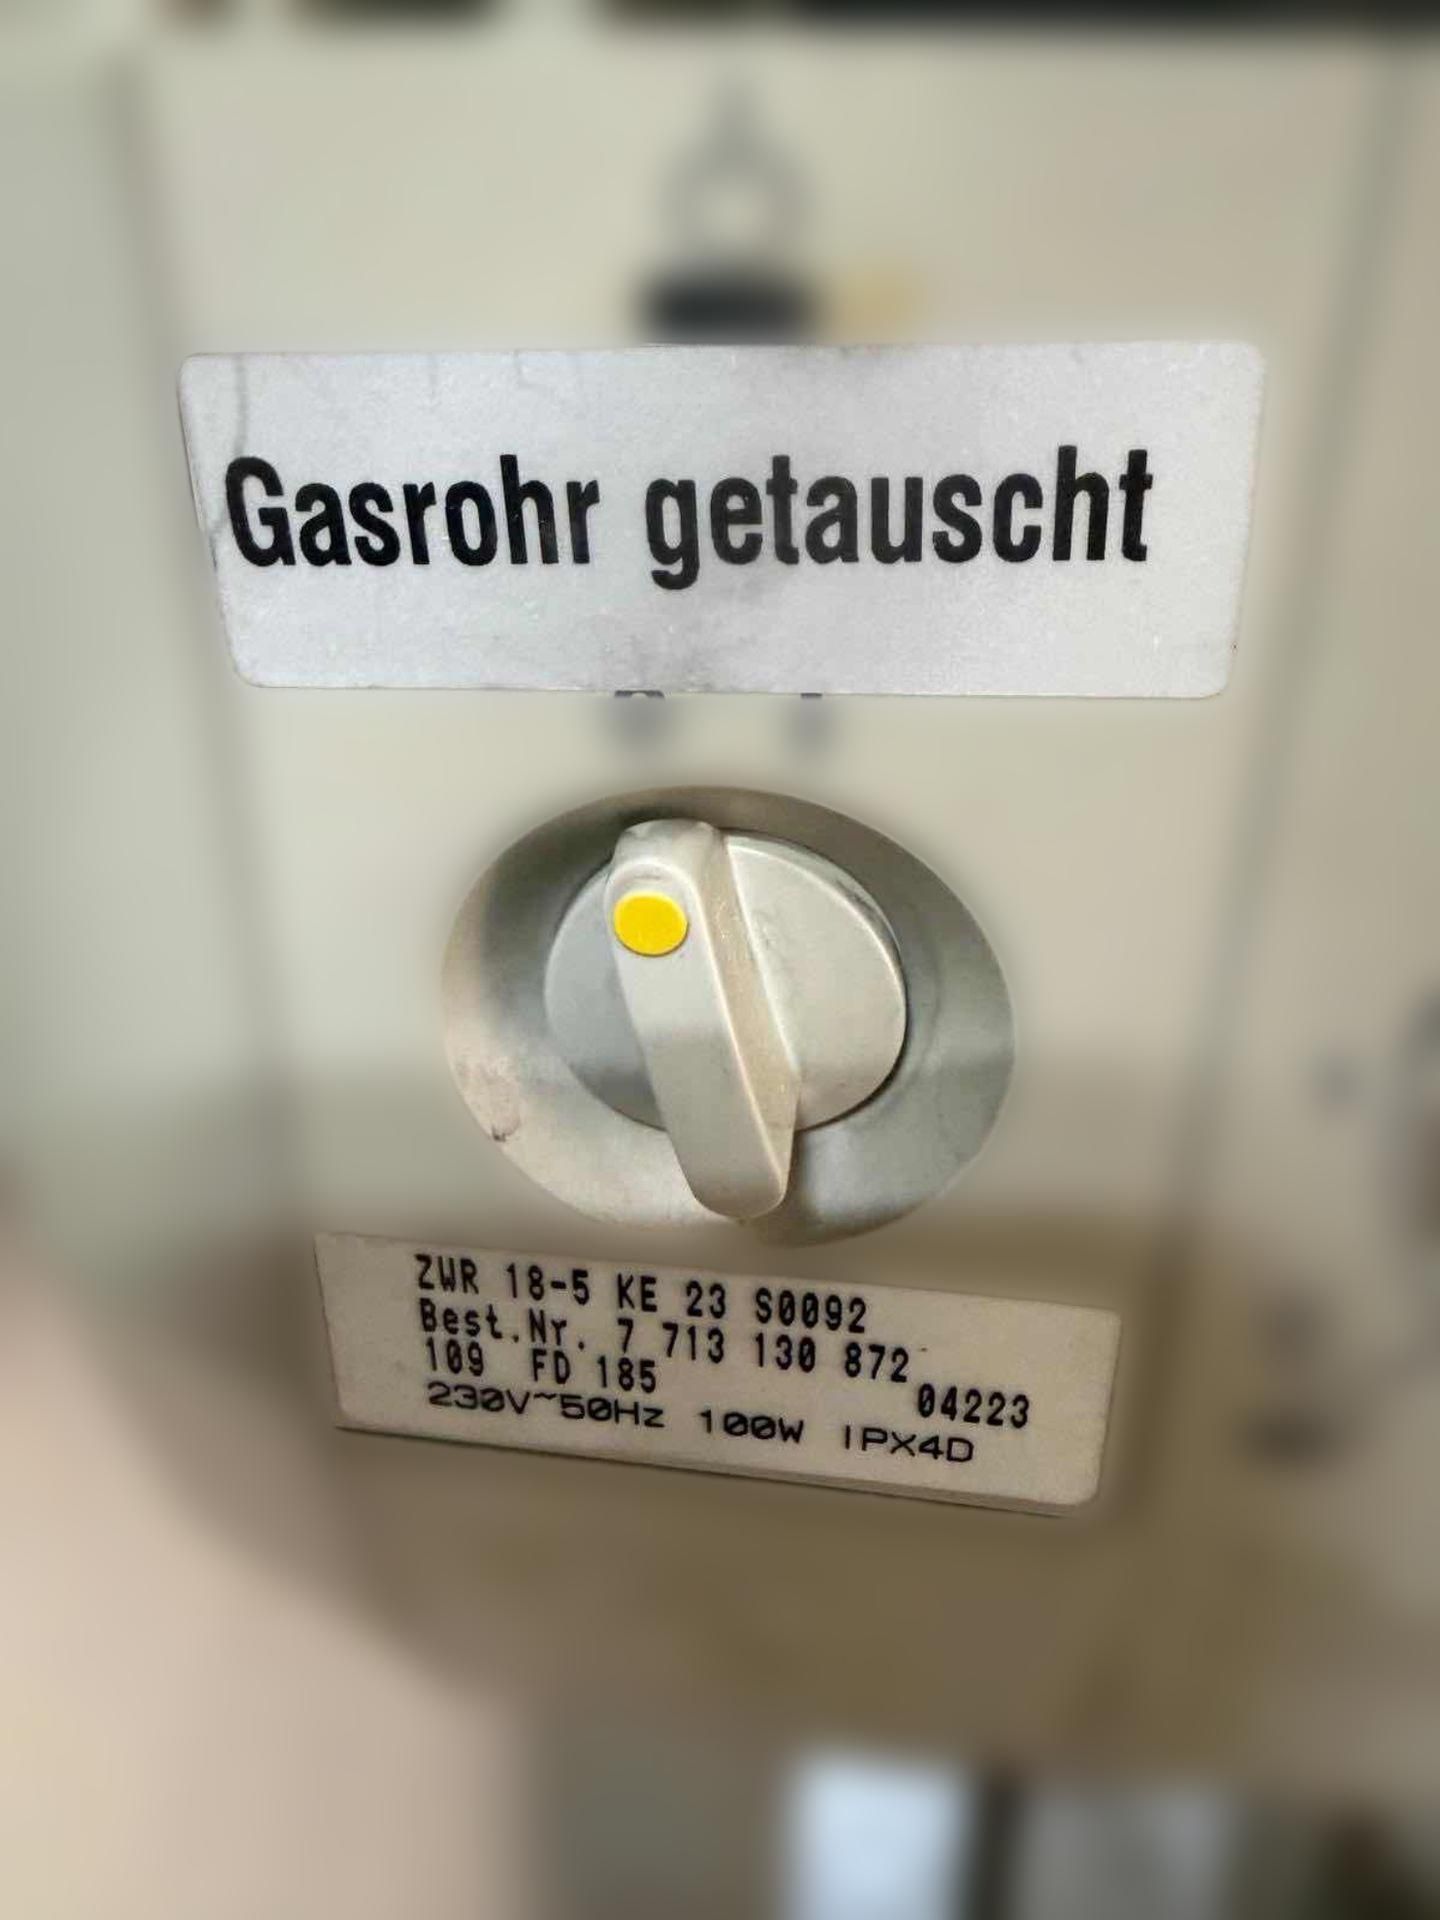 Gasrohr getauscht
ZWR 18-5 KE 23 S0092
Best.Nr. 7 713 130 872
109 FD 185 04223
230V~50Hz 100W IPX4D